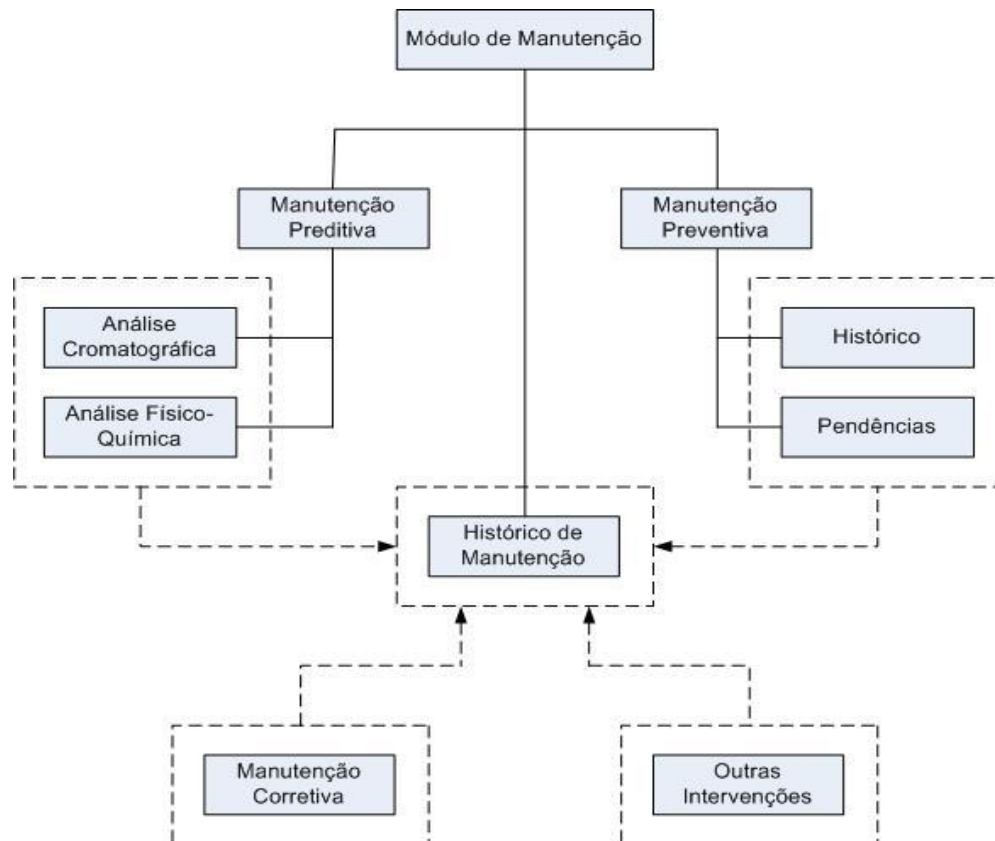 Módulo de Manutenção
Manutenção
Preditiva
Manutenção
Preventiva
Análise
Cromatográfica
Histórico
Análise Físico-
Química
Pendências
Histórico de
Manutenção
Manutenção
Corretiva
Outras
Intervenções